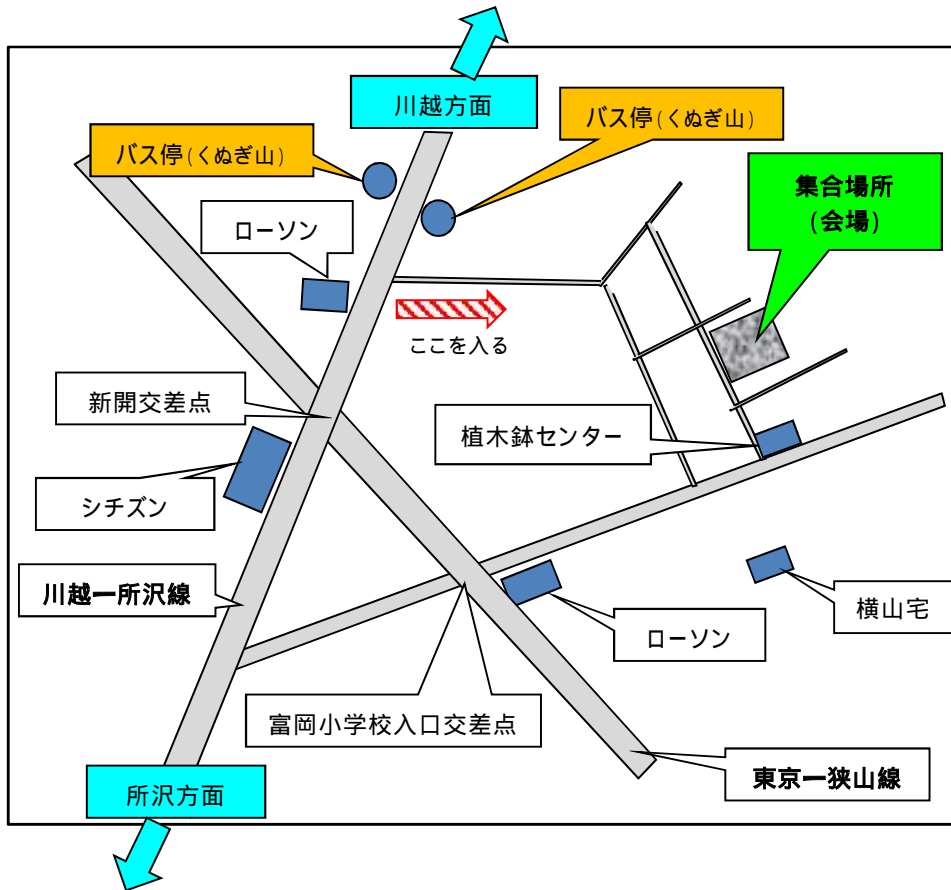 川越方面
バス停(くぬぎ山)
バス停(くぬぎ山)
集合場所
(会場)
ローソン
ここを入る
新開交差点
植木鉢センター
シチズン
川越ー所沢線
横山宅
ローソン
富岡小学校入口交差点
東京ー狭山線
所沢方面